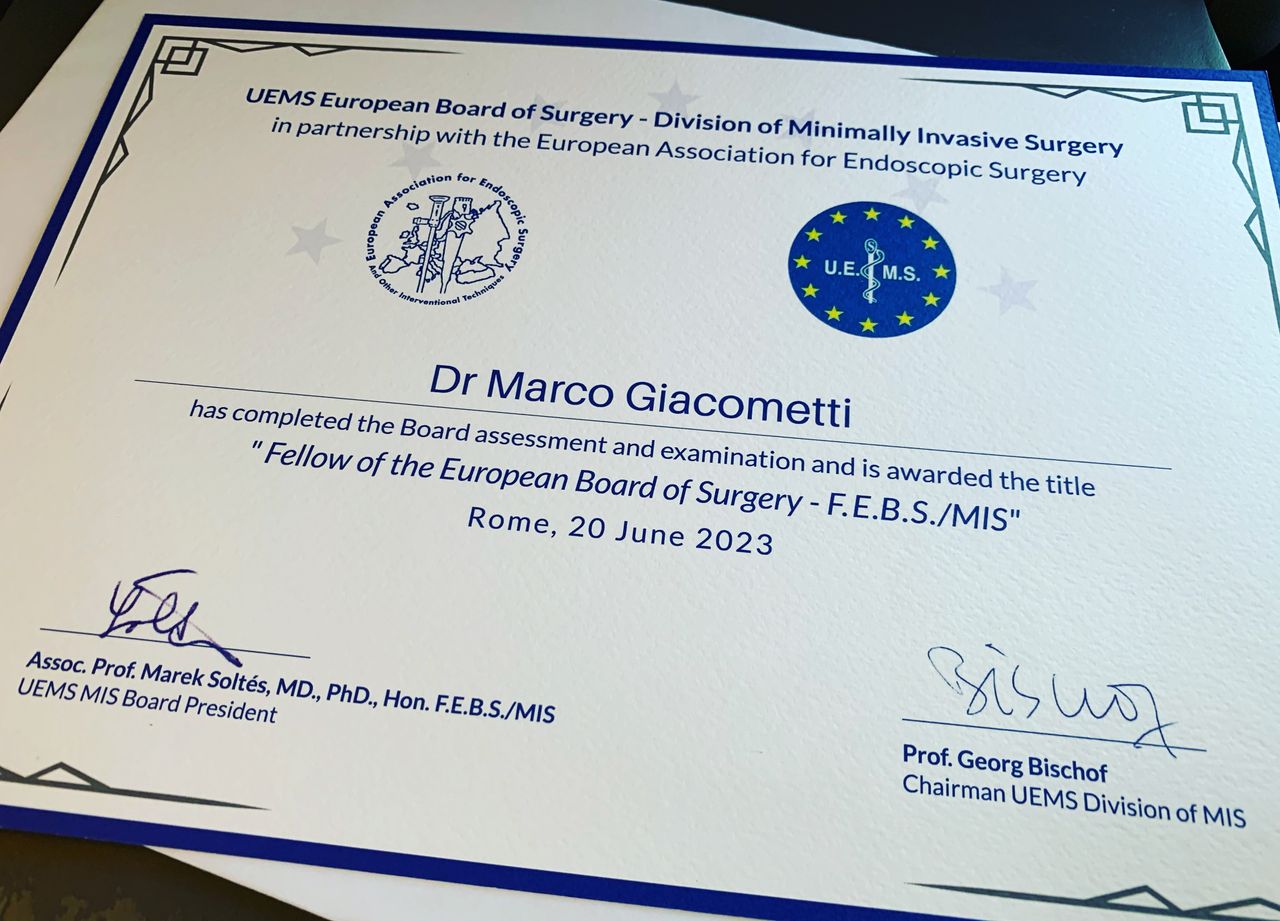 UEMS European Board of Surgery - Division of Minimally Invasive Surgery
in partnership with the European Association for Endoscopic Surgery
European Association for Endoscopic Surgery
And Other Interventional Techniques
U.E. M.S.
Dr Marco Giacometti
has completed the Board assessment and examination and is awarded the title
"Fellow of the European Board of Surgery - F.E.B.S./MIS"
Rome, 20 June 2023
Assoc. Prof. Marek Soltés, MD., PhD., Hon. F.E.B.S./MIS
UEMS MIS Board President
Bischof
Prof. Georg Bischof
Chairman UEMS Division of MIS